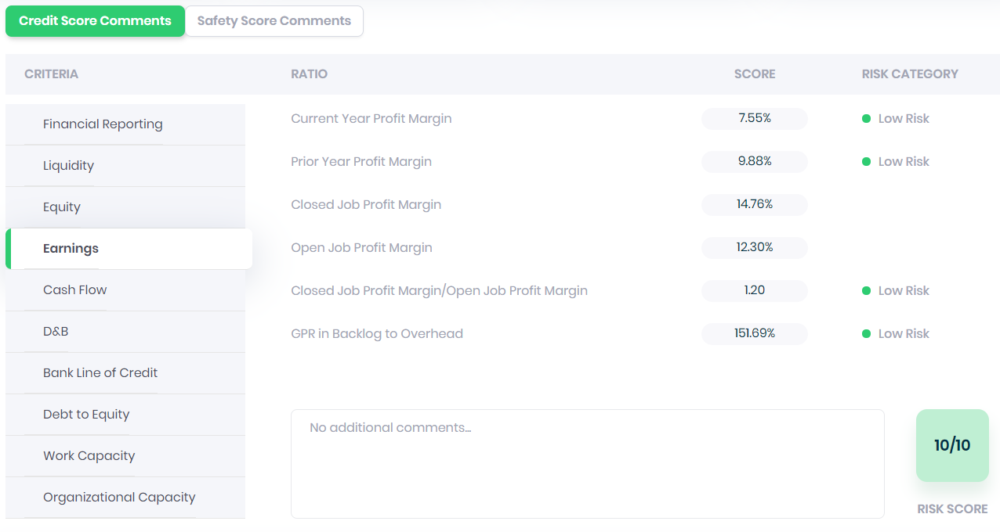 Credit Score Comments
Safety Score Comments
CRITERIA
RATIO
SCORE
RISK CATEGORY
Financial Reporting
Liquidity
Equity
Earnings
Cash Flow
D&B
Bank Line of Credit
Debt to Equity
Work Capacity
Organizational Capacity
Current Year Profit Margin 7.55% Low Risk
Prior Year Profit Margin 9.88% Low Risk
Closed Job Profit Margin 14.76%
Open Job Profit Margin 12.30%
Closed Job Profit Margin/Open Job Profit Margin 1.20 Low Risk
GPR in Backlog to Overhead 151.69% Low Risk
No additional comments...
10/10
RISK SCORE